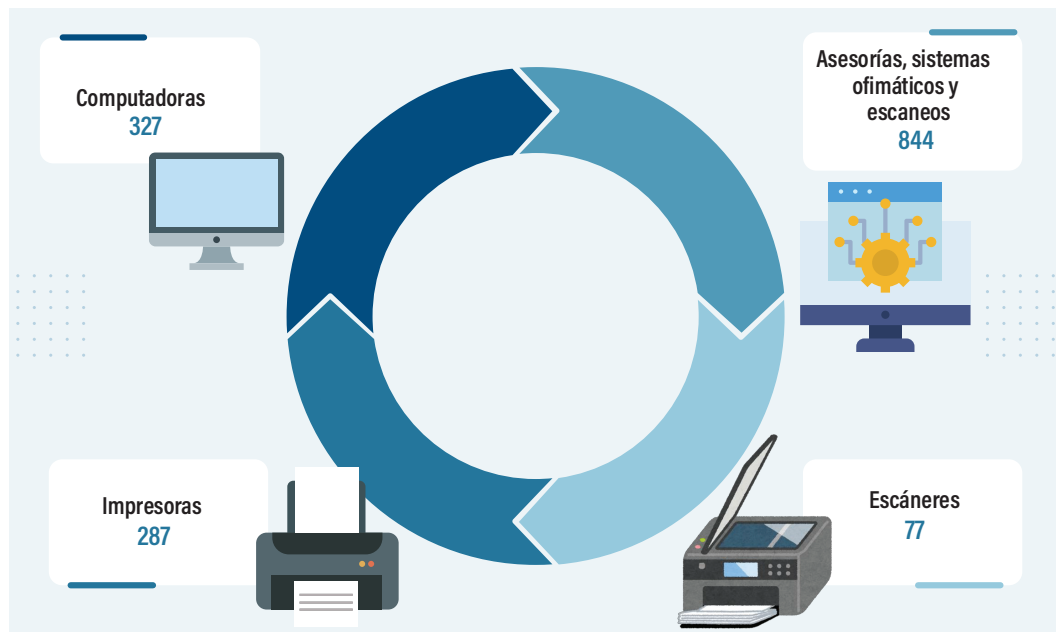 Computadoras
327
Asesorías, sistemas
ofimáticos y
escaneos
844
Impresoras
287
Escáneres
77